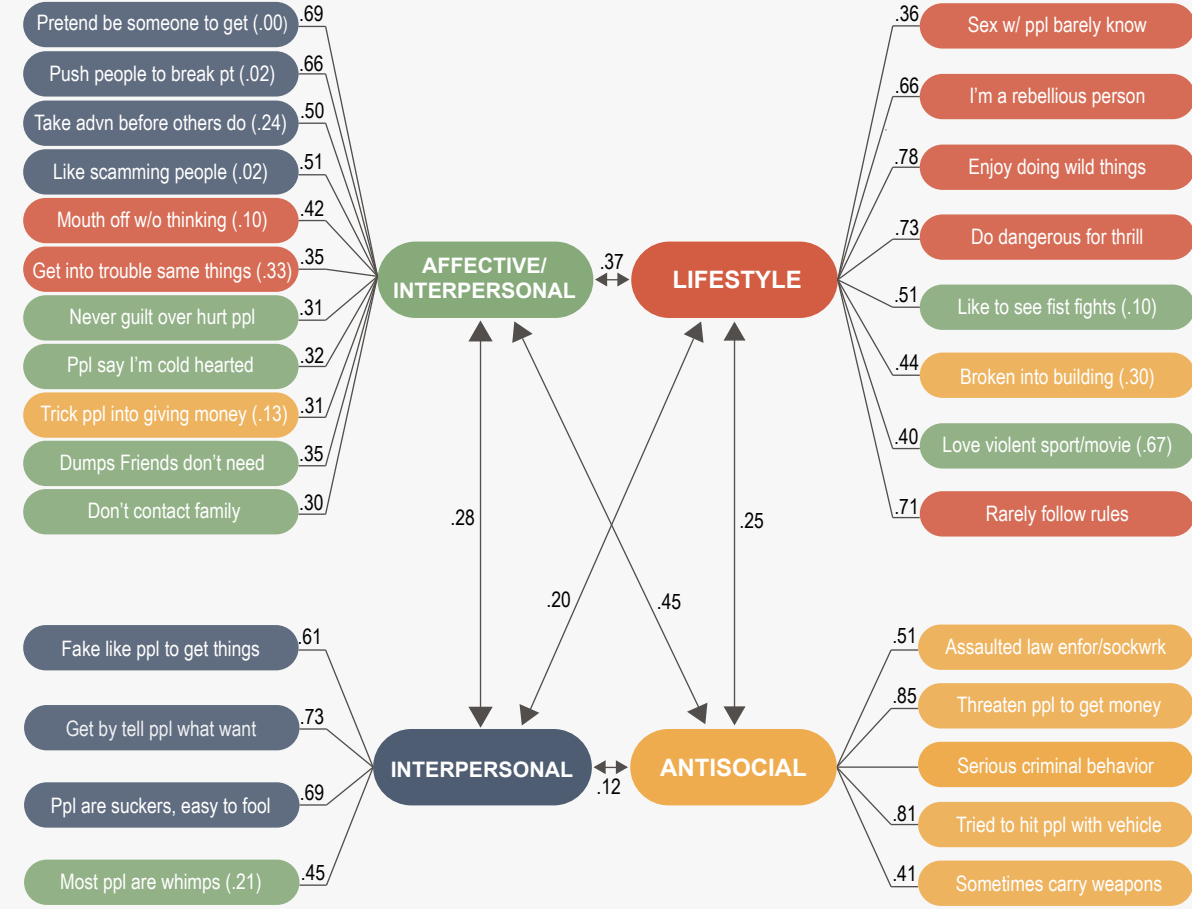 Pretend be someone to get (.00)
.69
Push people to break pt (.02)
.66
Take advn before others do (.24)
.50
Like scamming people (.02)
.51
Mouth off w/o thinking (.10)
.42
Get into trouble same things (.33)
.35
Never guilt over hurt ppl
.31
Ppl say I'm cold hearted
.32
Trick ppl into giving money (.13)
.31
Dumps Friends don't need
.35
Don't contact family
.30
AFFECTIVE/
INTERPERSONAL
.37
LIFESTYLE
.36
Sex w/ ppl barely know
.66
I'm a rebellious person
.78
Enjoy doing wild things
.73
Do dangerous for thrill
.51
Like to see fist fights (.10)
.44
Broken into building (.30)
.40
Love violent sport/movie (.67)
.71
Rarely follow rules
.28
.20
.45
.25
Fake like ppl to get things
.61
Get by tell ppl what want
.73
Ppl are suckers, easy to fool
.69
Most ppl are whimps (.21)
.45
INTERPERSONAL
.12
ANTISOCIAL
.51
Assaulted law enfor/sockwrk
.85
Threaten ppl to get money
Serious criminal behavior
.81
Tried to hit ppl with vehicle
.41
Sometimes carry weapons